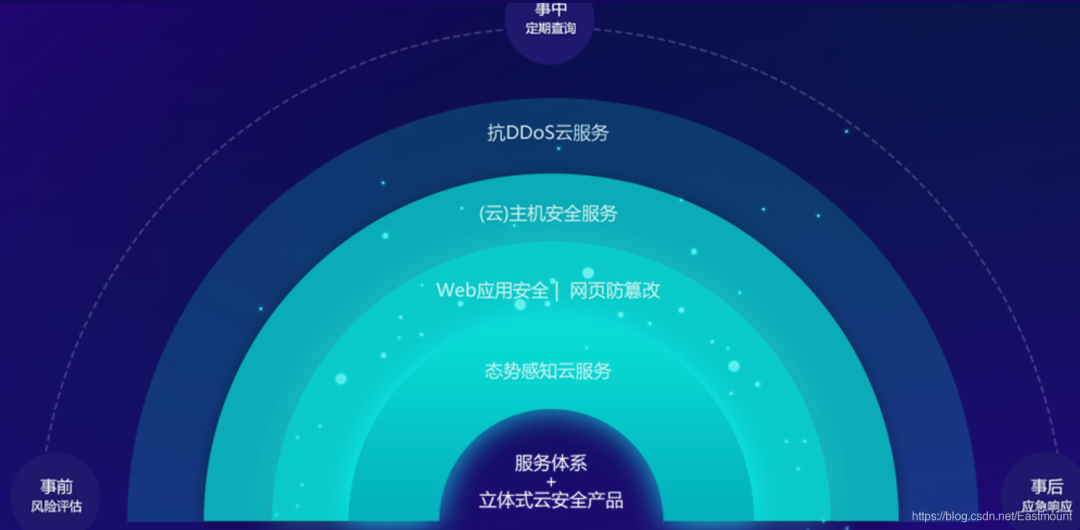 事中
定期查询
抗DDoS云服务
(云)主机安全服务
Web应用安全 | 网页防篡改
态势感知云服务
服务体系
+
立体式云安全产品
事前
风险评估
事后
应急响应
https://blog.csdn.net/Eastmount